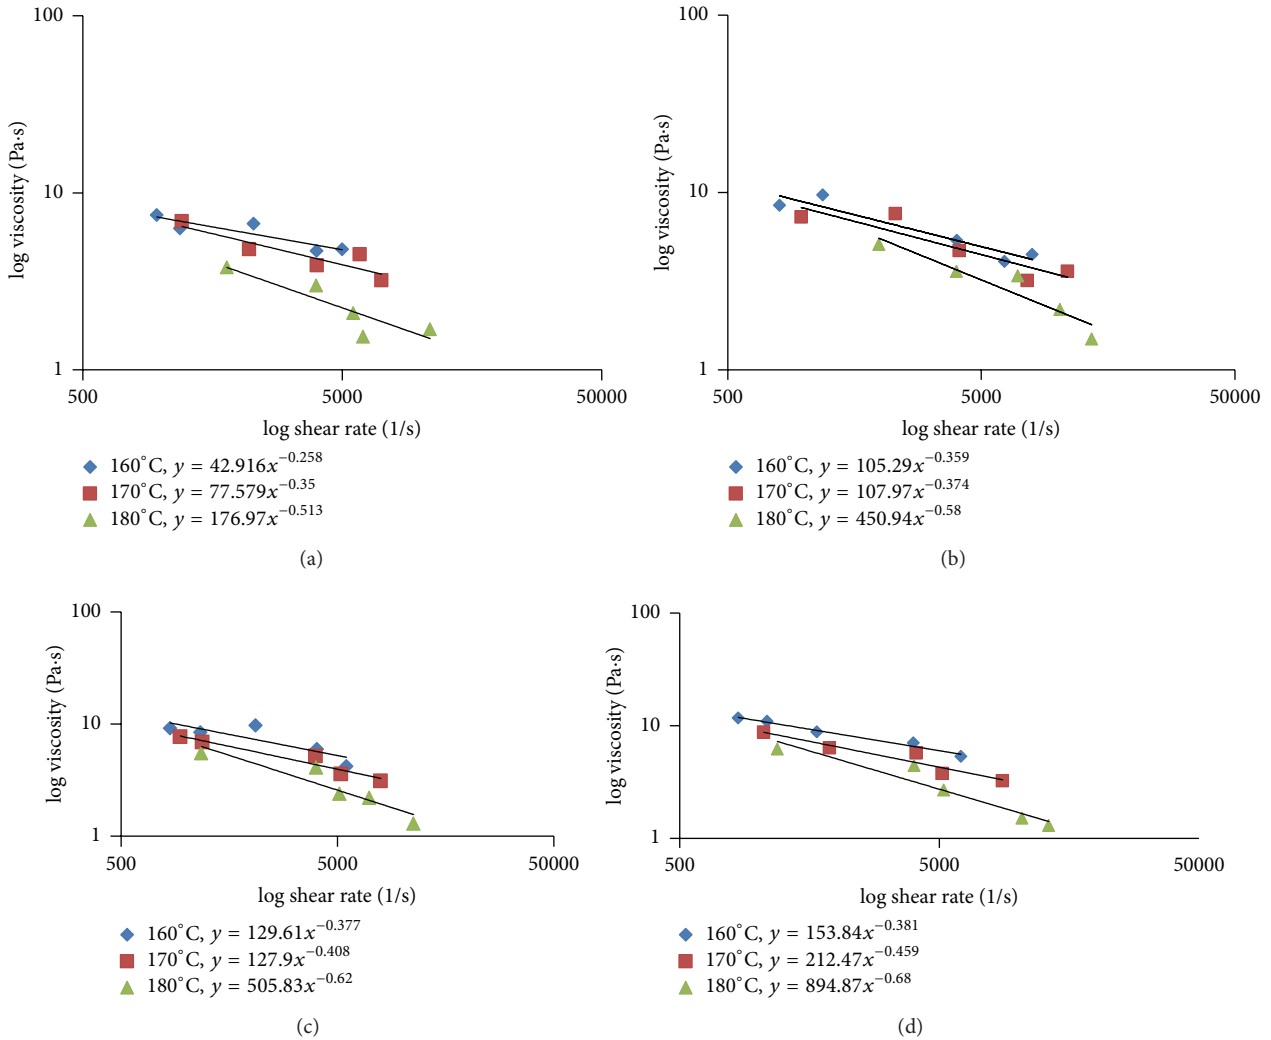 100
10
1
500
5000
50000
log viscosity (Pa·s)
log shear rate (1/s)
160°C, y = 42.916x^−0.258
170°C, y = 77.579x^−0.35
180°C, y = 176.97x^−0.513
(a)
100
10
1
500
5000
50000
log viscosity (Pa·s)
log shear rate (1/s)
160°C, y = 105.29x^−0.359
170°C, y = 107.97x^−0.374
180°C, y = 450.94x^−0.58
(b)
100
10
1
500
5000
50000
log viscosity (Pa·s)
log shear rate (1/s)
160°C, y = 129.61x^−0.377
170°C, y = 127.9x^−0.408
180°C, y = 505.83x^−0.62
(c)
100
10
1
500
5000
50000
log viscosity (Pa·s)
log shear rate (1/s)
160°C, y = 153.84x^−0.381
170°C, y = 212.47x^−0.459
180°C, y = 894.87x^−0.68
(d)